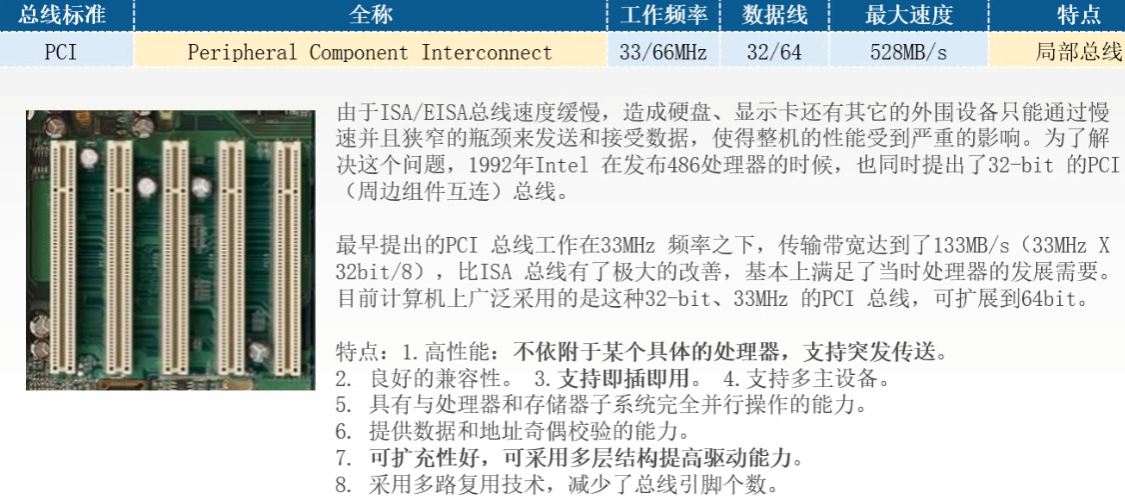 总线标准 全称 工作频率 数据线 最大速度 特点
PCI Peripheral Component Interconnect 33/66MHz 32/64 528MB/s 局部总线
由于ISA/EISA总线速度缓慢，造成硬盘、显示卡还有其它的外围设备只能通过慢
速并且狭窄的瓶颈来发送和接受数据，使得整机的性能受到严重的影响。为了解
决这个问题，1992年Intel 在发布486处理器的时候，也同时提出了32-bit 的PCI
（周边组件互连）总线。
最早提出的PCI 总线工作在33MHz 频率之下，传输带宽达到了133MB/s（33MHz X
32bit/8），比ISA 总线有了极大的改善，基本上满足了当时处理器的发展需要。
目前计算机上广泛采用的是这种32-bit、33MHz 的PCI 总线，可扩展到64bit。
特点：1.高性能：不依附于某个具体的处理器，支持突发传送。
2. 良好的兼容性。 3.支持即插即用。 4.支持多主设备。
5. 具有与处理器和存储器子系统完全并行操作的能力。
6. 提供数据和地址奇偶校验的能力。
7. 可扩充性好，可采用多层结构提高驱动能力。
8. 采用多路复用技术，减少了总线引脚个数。